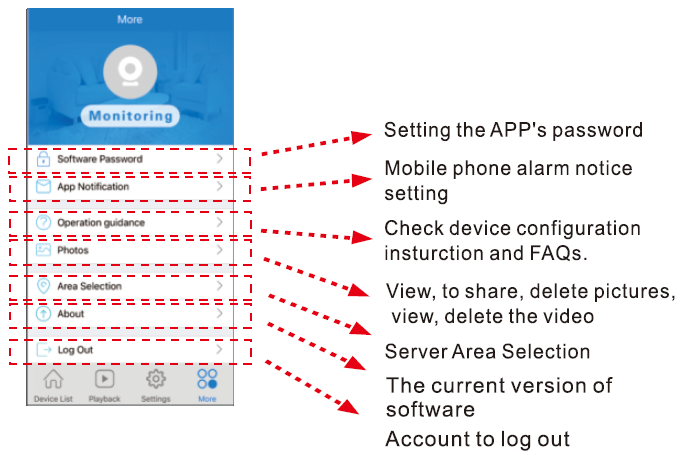 More
Monitoring
Software Password
App Notification
Operation guidance
Photos
Area Selection
About
Log Out
Device List
Playback
Settings
More
Setting the APP's password
Mobile phone alarm notice
setting
Check device configuration
insturction and FAQs.
View, to share, delete pictures,
view, delete the video
Server Area Selection
The current version of
software
Account to log out